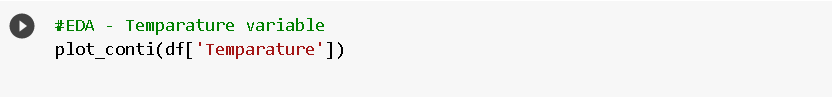 #EDA - Temparature variable
plot_conti(df['Temparature'])